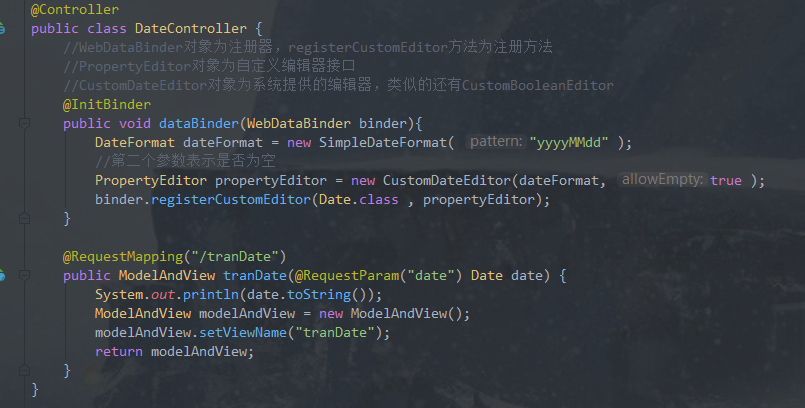 @Controller
public class DateController {
//WebDataBinder对象为注册器，registerCustomEditor方法为注册方法
//PropertyEditor对象为自定义编辑器接口
//CustomDateEditor对象为系统提供的编辑器，类似的还有CustomBooleanEditor
@InitBinder
public void dataBinder(WebDataBinder binder){
DateFormat dateFormat = new SimpleDateFormat( pattern: "yyyyMMdd" );
//第二个参数表示是否为空
PropertyEditor propertyEditor = new CustomDateEditor(dateFormat, allowEmpty: true );
binder.registerCustomEditor(Date.class , propertyEditor);
}
@RequestMapping("/tranDate")
public ModelAndView tranDate(@RequestParam("date") Date date) {
System.out.println(date.toString());
ModelAndView modelAndView = new ModelAndView();
modelAndView.setViewName("tranDate");
return modelAndView;
}
}